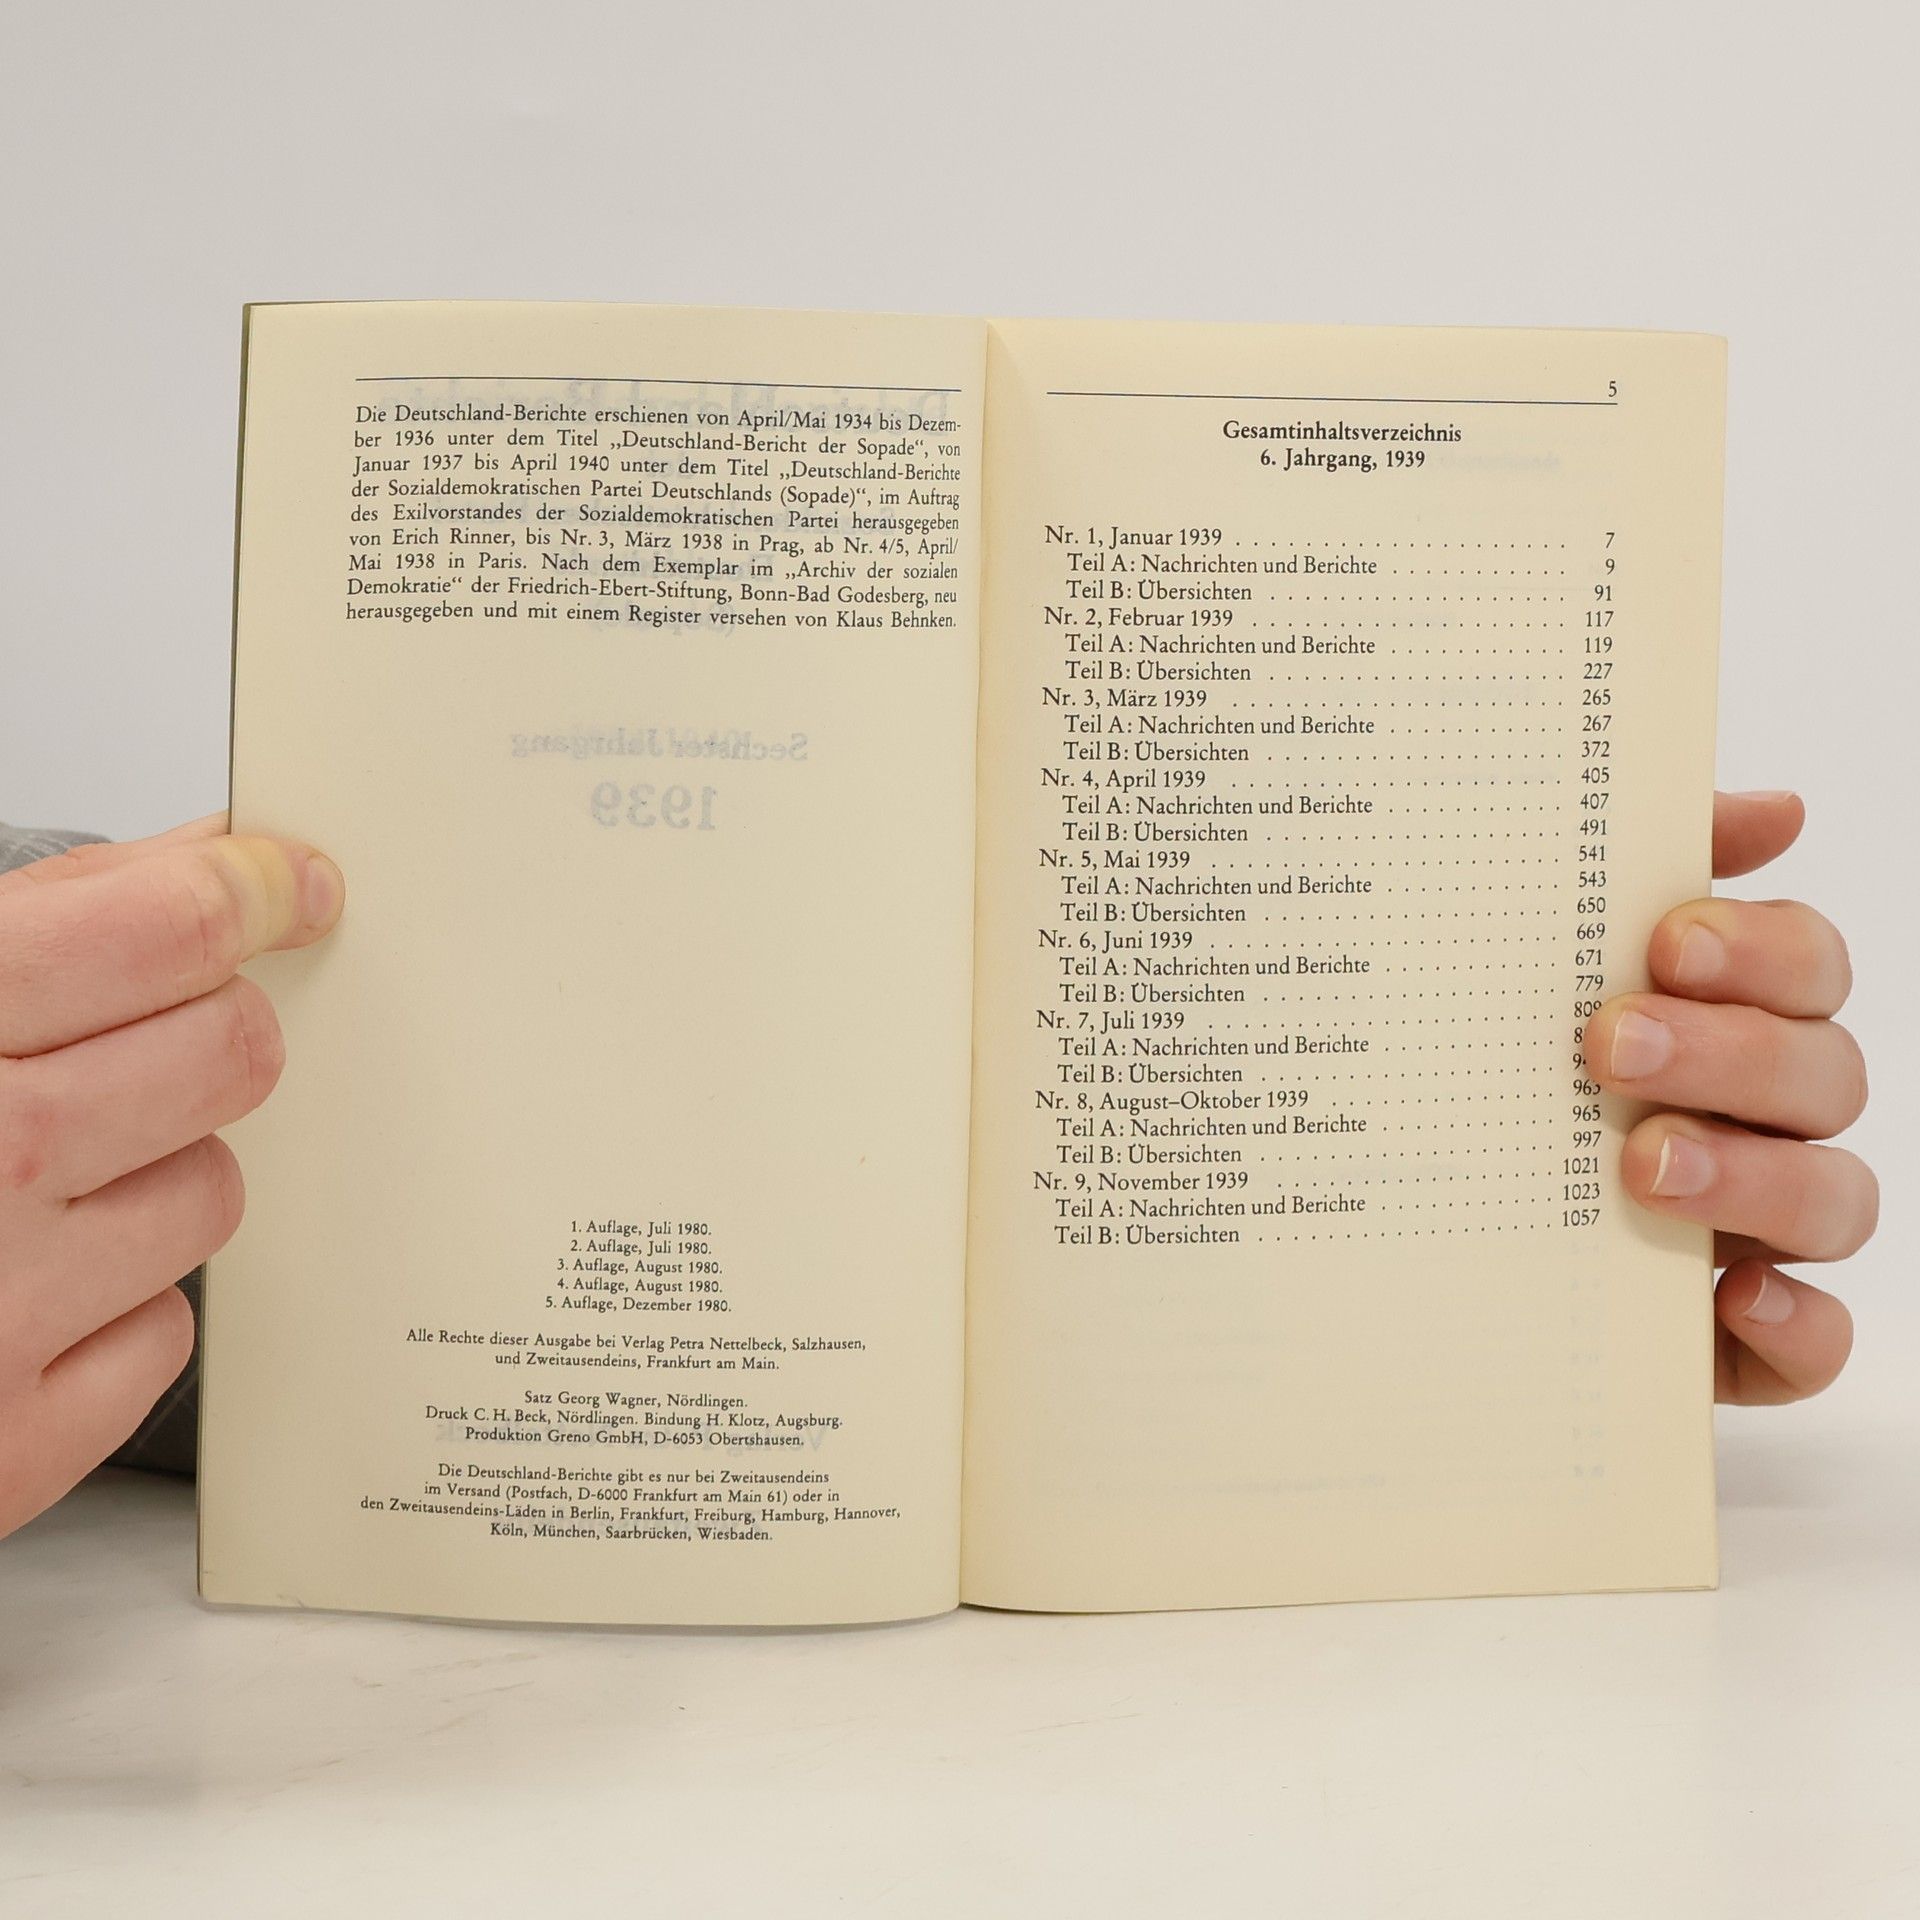 Die Deutschland-Berichte erschienen von April/Mai 1934 bis Dezem-
ber 1936 unter dem Titel „Deutschland-Bericht der Sopade“, von
Januar 1937 bis April 1940 unter dem Titel „Deutschland-Berichte
der Sozialdemokratischen Partei Deutschlands (Sopade)“, im Auftrag
des Exilvorstandes der Sozialdemokratischen Partei herausgegeben
von Erich Rinner, bis Nr. 3, März 1938 in Prag, ab Nr. 4/5, April/
Mai 1938 in Paris. Nach dem Exemplar im „Archiv der sozialen
Demokratie“ der Friedrich-Ebert-Stiftung, Bonn-Bad Godesberg, neu
herausgegeben und mit einem Register versehen von Klaus Behnken.
Sechster Jahrgang
1939
1. Auflage, Juli 1980.
2. Auflage, Juli 1980.
3. Auflage, August 1980.
4. Auflage, August 1980.
5. Auflage, Dezember 1980.
Alle Rechte dieser Ausgabe bei Verlag Petra Nettelbeck, Salzhausen,
und Zweitausendeins, Frankfurt am Main.
Satz Georg Wagner, Nördlingen.
Druck C. H. Beck, Nördlingen. Bindung H. Klotz, Augsburg.
Produktion Greno GmbH, D-6053 Obertshausen.
Die Deutschland-Berichte gibt es nur bei Zweitausendeins
im Versand (Postfach, D-6000 Frankfurt am Main 61) oder in
den Zweitausendeins-Läden in Berlin, Frankfurt, Freiburg, Hamburg, Hannover,
Köln, München, Saarbrücken, Wiesbaden.
5
Gesamtinhaltsverzeichnis
6. Jahrgang, 1939
Nr. 1, Januar 1939 . . . . . . . . . . . . . . . . . . . . 7
Teil A: Nachrichten und Berichte . . . . . . . . . . . 9
Teil B: Übersichten . . . . . . . . . . . . . . . . . . 91
Nr. 2, Februar 1939 . . . . . . . . . . . . . . . . . . . 117
Teil A: Nachrichten und Berichte . . . . . . . . . . . 119
Teil B: Übersichten . . . . . . . . . . . . . . . . . . 227
Nr. 3, März 1939 . . . . . . . . . . . . . . . . . . . . 265
Teil A: Nachrichten und Berichte . . . . . . . . . . . 267
Teil B: Übersichten . . . . . . . . . . . . . . . . . . 372
Nr. 4, April 1939 . . . . . . . . . . . . . . . . . . . . 405
Teil A: Nachrichten und Berichte . . . . . . . . . . . 407
Teil B: Übersichten . . . . . . . . . . . . . . . . . . 491
Nr. 5, Mai 1939 . . . . . . . . . . . . . . . . . . . . . 541
Teil A: Nachrichten und Berichte . . . . . . . . . . . 543
Teil B: Übersichten . . . . . . . . . . . . . . . . . . 650
Nr. 6, Juni 1939 . . . . . . . . . . . . . . . . . . . . . 669
Teil A: Nachrichten und Berichte . . . . . . . . . . . 671
Teil B: Übersichten . . . . . . . . . . . . . . . . . . 779
Nr. 7, Juli 1939 . . . . . . . . . . . . . . . . . . . . .
Teil A: Nachrichten und Berichte . . . . . . . . . . .
Teil B: Übersichten . . . . . . . . . . . . . . . . . .
Nr. 8, August–Oktober 1939 . . . . . . . . . . . . . . 963
Teil A: Nachrichten und Berichte . . . . . . . . . . . 965
Teil B: Übersichten . . . . . . . . . . . . . . . . . . 997
Nr. 9, November 1939 . . . . . . . . . . . . . . . . . 1021
Teil A: Nachrichten und Berichte . . . . . . . . . . . 1023
Teil B: Übersichten . . . . . . . . . . . . . . . . . . 1057